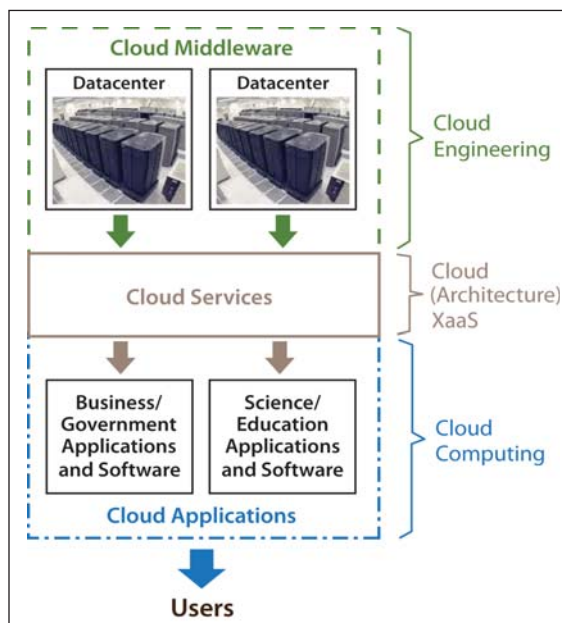 Cloud Middleware
Datacenter
Datacenter
Cloud
Engineering
Cloud Services
Cloud
(Architecture)
XaaS
Business/
Government
Applications
and Software
Science/
Education
Applications
and Software
Cloud
Computing
Cloud Applications
Users